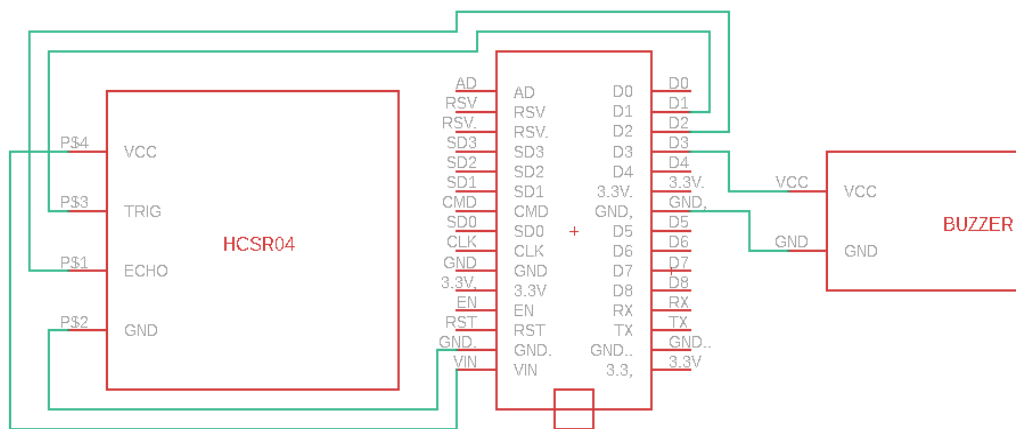 P$4
VCC
P$3
TRIG
HCSR04
P$1
ECHO
P$2
GND
AD
RSV
RSV.
SD3
SD2
SD1
CMD
SD0
CLK
GND
3.3V,
EN
RST
GND.
VIN
AD
RSV
RSV.
SD3
SD2
SD1
CMD
SD0
CLK
GND
3.3V
EN
RST
GND.
VIN
D0
D1
D2
D3
D4
3.3V.
GND,
D5
D6
D7
D8
RX
TX
GND..
3.3,
D0
D1
D2
D3
D4
3.3V.
GND,
D5
D6
D7
D8
RX
TX
GND..
3.3V
VCC
GND
VCC
BUZZER
GND